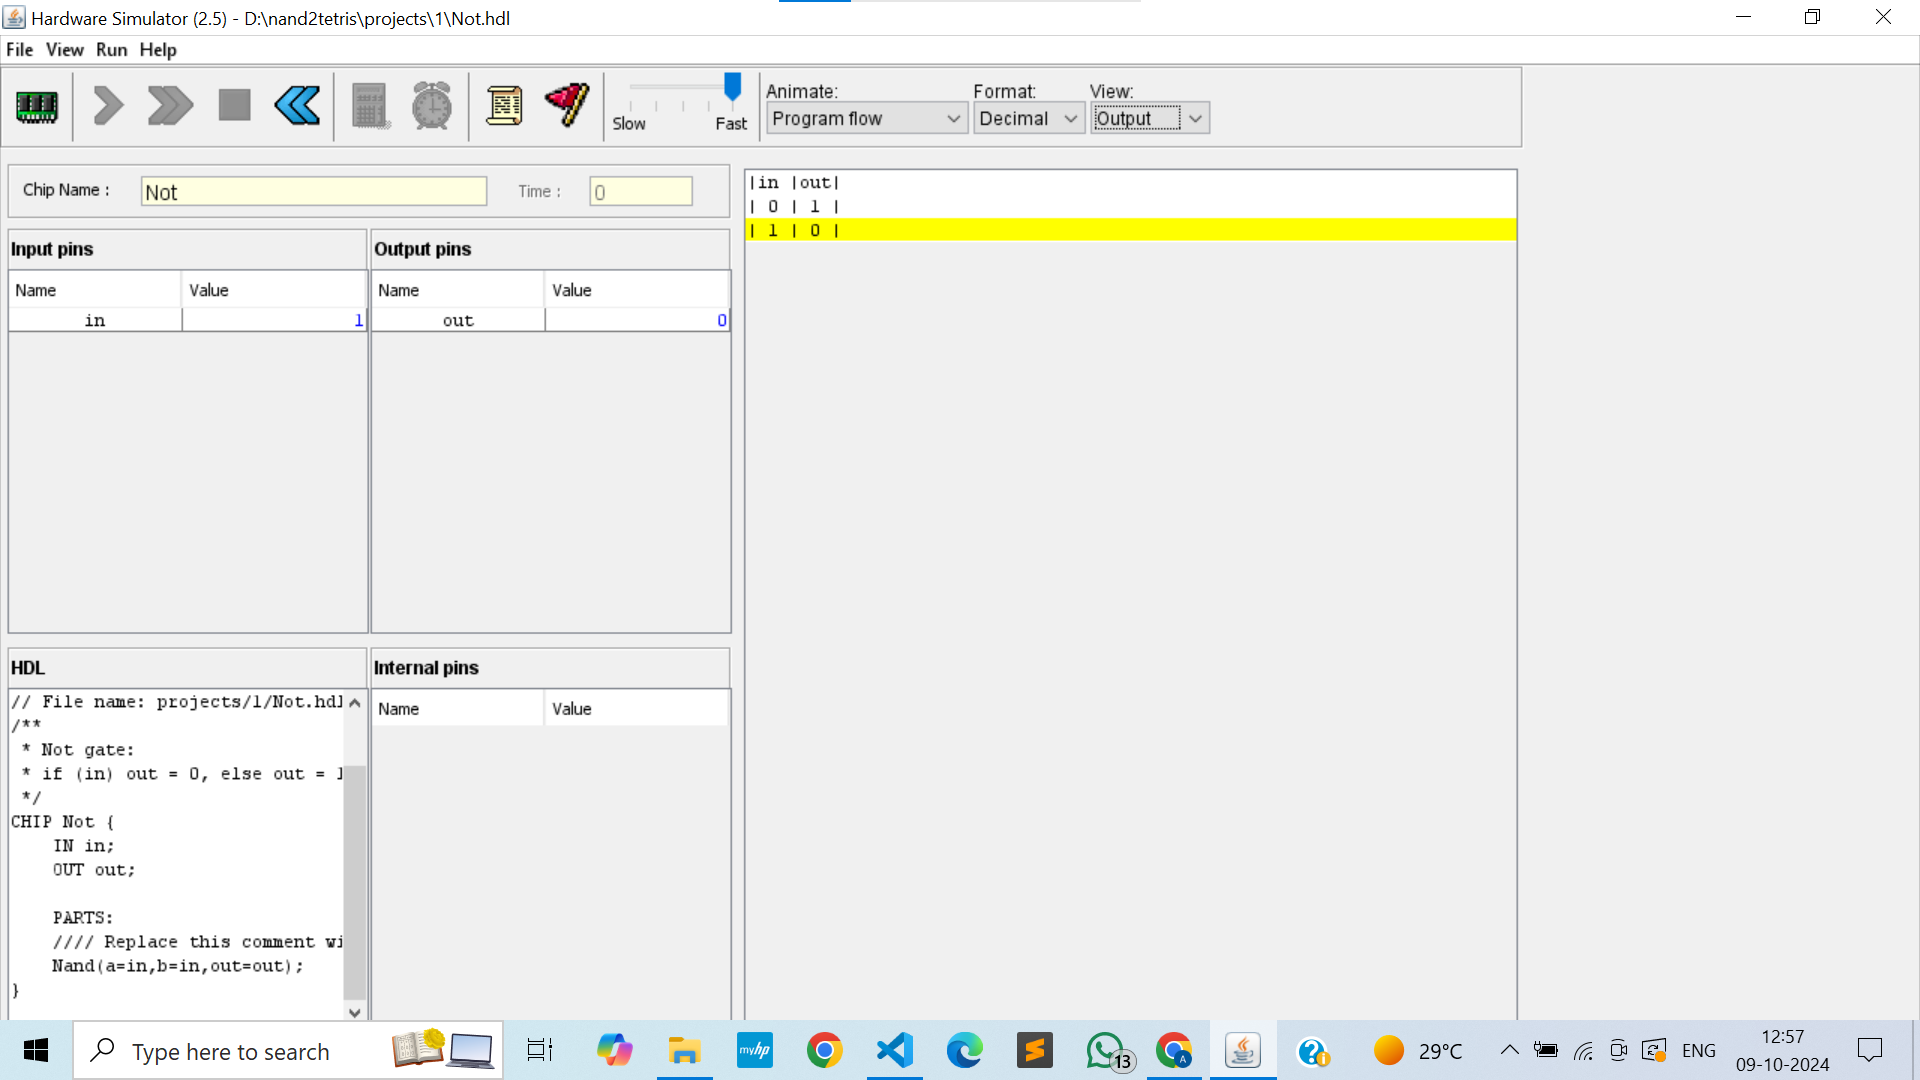 Hardware Simulator (2.5) - D:\nand2tetris\projects\1\Not.hdl
File View Run Help
Slow Fast
Animate: Format: View:
Program flow Decimal Output
Chip Name : Not Time : 0
Input pins Output pins
Name Value Name Value
in 1 out 0
|in |out|
| 0 | 1 |
| 1 | 0 |
HDL
// File name: projects/1/Not.hdl
/**
* Not gate:
* if (in) out = 0, else out = 1
*/
CHIP Not {
IN in;
OUT out;
PARTS:
//// Replace this comment wi
Nand(a=in,b=in,out=out);
}
Internal pins
Name Value
Type here to search
myhp
13
A
29°C
ENG
12:57
09-10-2024